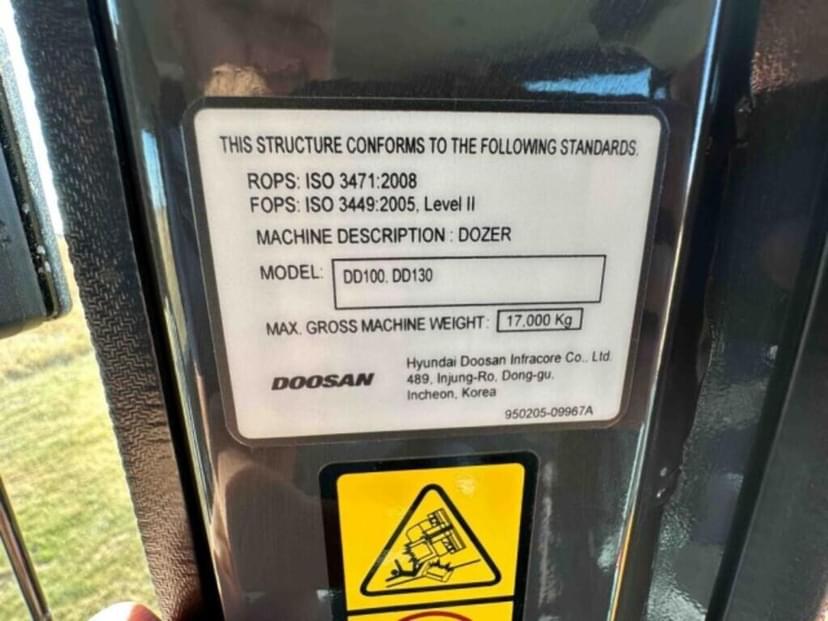 THIS STRUCTURE CONFORMS TO THE FOLLOWING STANDARDS.
ROPS: ISO 3471:2008
FOPS: ISO 3449:2005, Level II
MACHINE DESCRIPTION : DOZER
MODEL: DD100. DD130
MAX. GROSS MACHINE WEIGHT : 17,000 Kg
DOOSAN
Hyundai Doosan Infracore Co., Ltd.
489, Injung-Ro, Dong-gu,
Incheon, Korea
950205-09967A